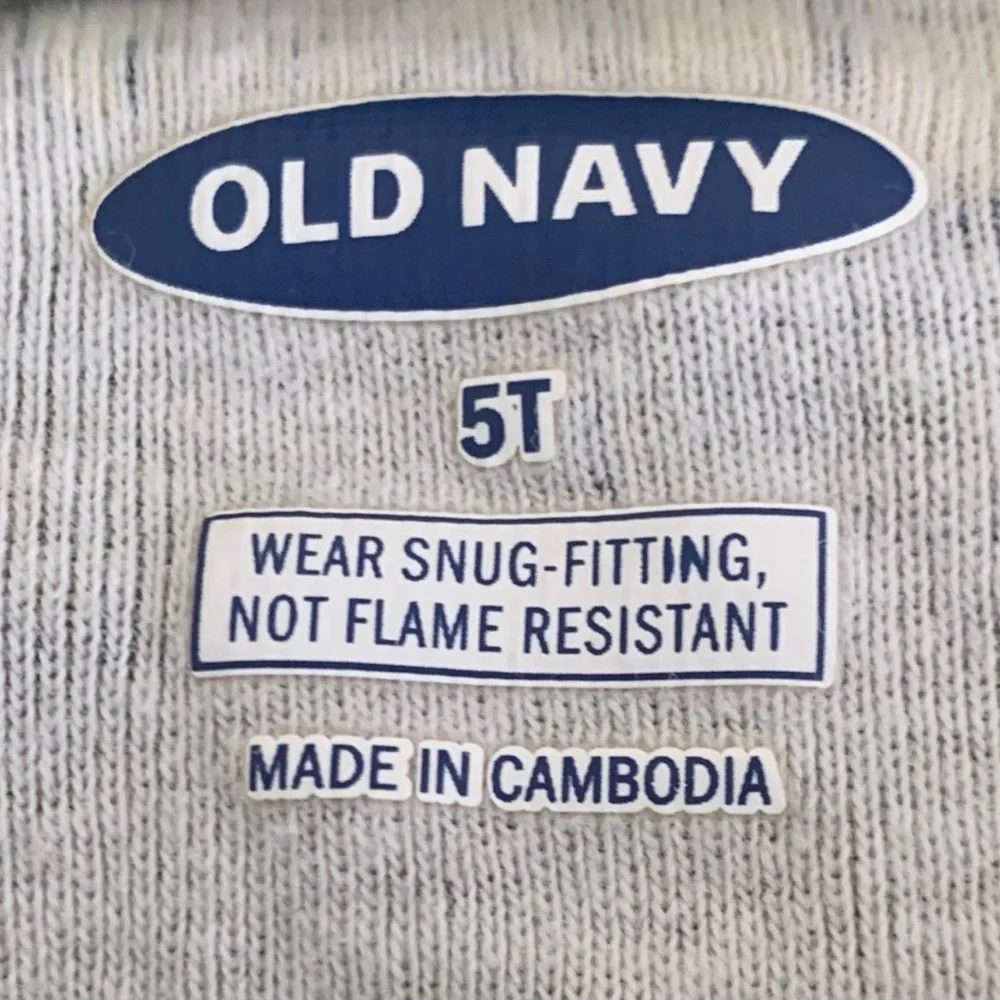 OLD NAVY
5T
WEAR SNUG-FITTING,
NOT FLAME RESISTANT
MADE IN CAMBODIA